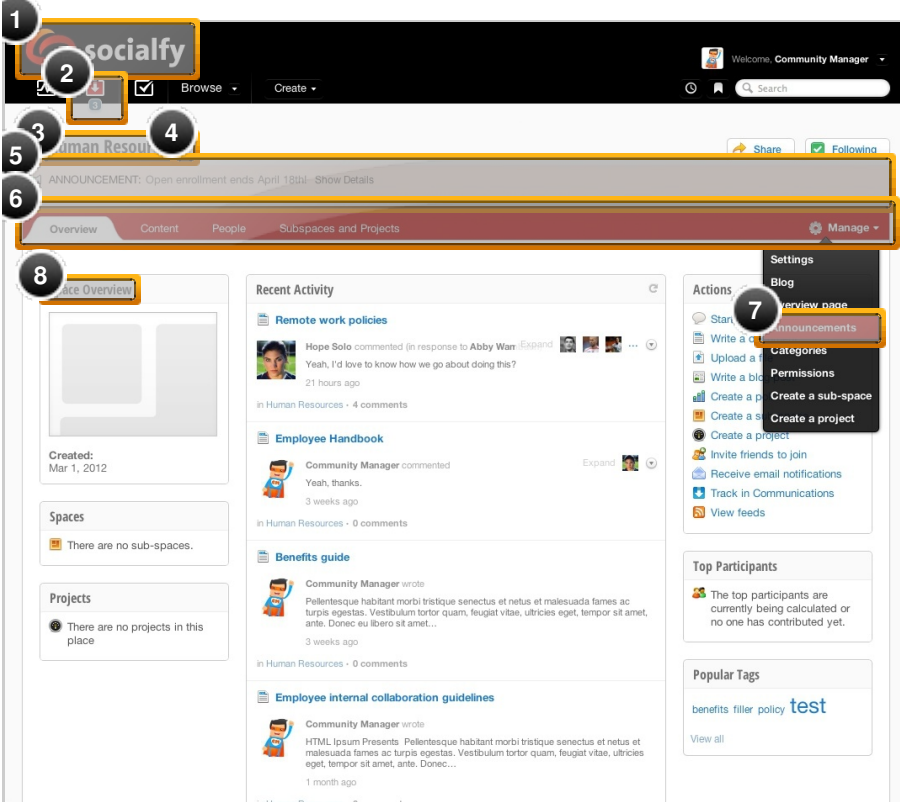 1
socialfy
2
Welcome, Community Manager
Browse
Create
Search
3
3
4
Human
Share
Following
5
ANNOUNCEMENT: Open enrollment ends April 18th! Show Details
6
Overview
Content
People
Subspaces and Projects
Manage
Settings
Blog
Overview page
7
Announcements
Categories
Permissions
Create a sub-space
Create a project
8
Space Overview
Created:
Mar 1, 2012
Spaces
There are no sub-spaces.
Projects
There are no projects in this
place
Recent Activity
Remote work policies
Hope Solo commented (in response to Abby Wam
Expand
Yeah, I'd love to know how we go about doing this?
21 hours ago
in Human Resources - 4 comments
Employee Handbook
Community Manager commented
Expand
Yeah, thanks.
3 weeks ago
in Human Resources - 0 comments
Benefits guide
Community Manager wrote
Pellentesque habitant morbi tristique senectus et netus et malesuada fames ac
turpis egestas. Vestibulum tortor quam, feugiat vitae, ultricies eget, tempor sit amet,
ante. Donec eu libero sit amet…
3 weeks ago
in Human Resources - 0 comments
Employee internal collaboration guidelines
Community Manager wrote
HTML Ipsum Presents Pellentesque habitant morbi tristique senectus et netus et
malesuada fames ac turpis egestas. Vestibulum tortor quam, feugiat vitae, ultricies
eget, tempor sit amet, ante. Donec…
1 month ago
Actions
Write a
Upload a
Write a
Create a
Create a
Create a project
Invite friends to join
Receive email notifications
Track in Communications
View feeds
Top Participants
The top participants are
currently being calculated or
no one has contributed yet.
Popular Tags
benefits filler policy test
View all